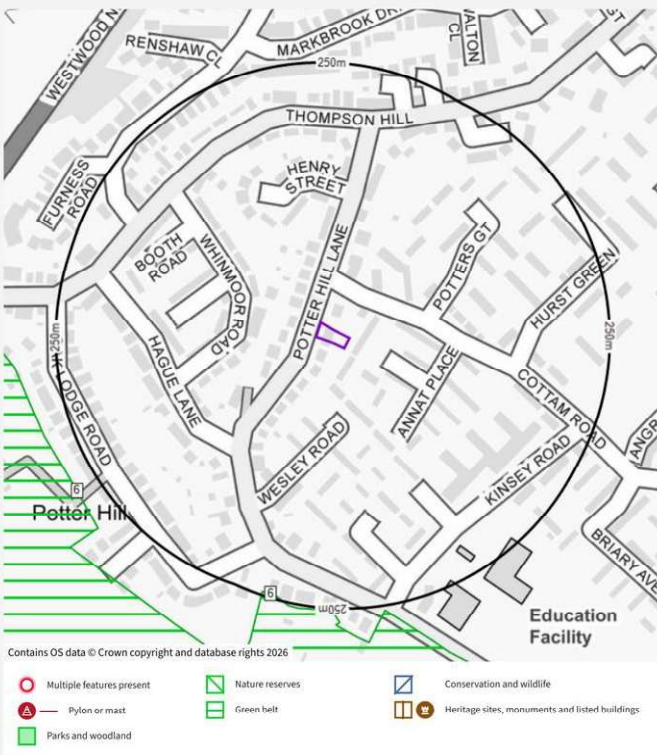 WESTWOOD N
RENSHAW CL
MARKBROOK DR
WALTON
CL
ST
250m
THOMPSON HILL
HENRY
STREET
FURNESS
ROAD
BOOTH
ROAD
WHINMOOR ROAD
POTTER HILL LANE
POTTERS GT
HURST GREEN
250m
250m
HAGUE LANE
LODGE ROAD
ANNAT PLACE
COTTAM ROAD
WESLEY ROAD
KINSEY ROAD
ANGR
BRIARY AVE
6
Potter Hill
6
250m
Education
Facility
Contains OS data © Crown copyright and database rights 2026
Multiple features present
Nature reserves
Conservation and wildlife
Pylon or mast
Green belt
Heritage sites, monuments and listed buildings
Parks and woodland